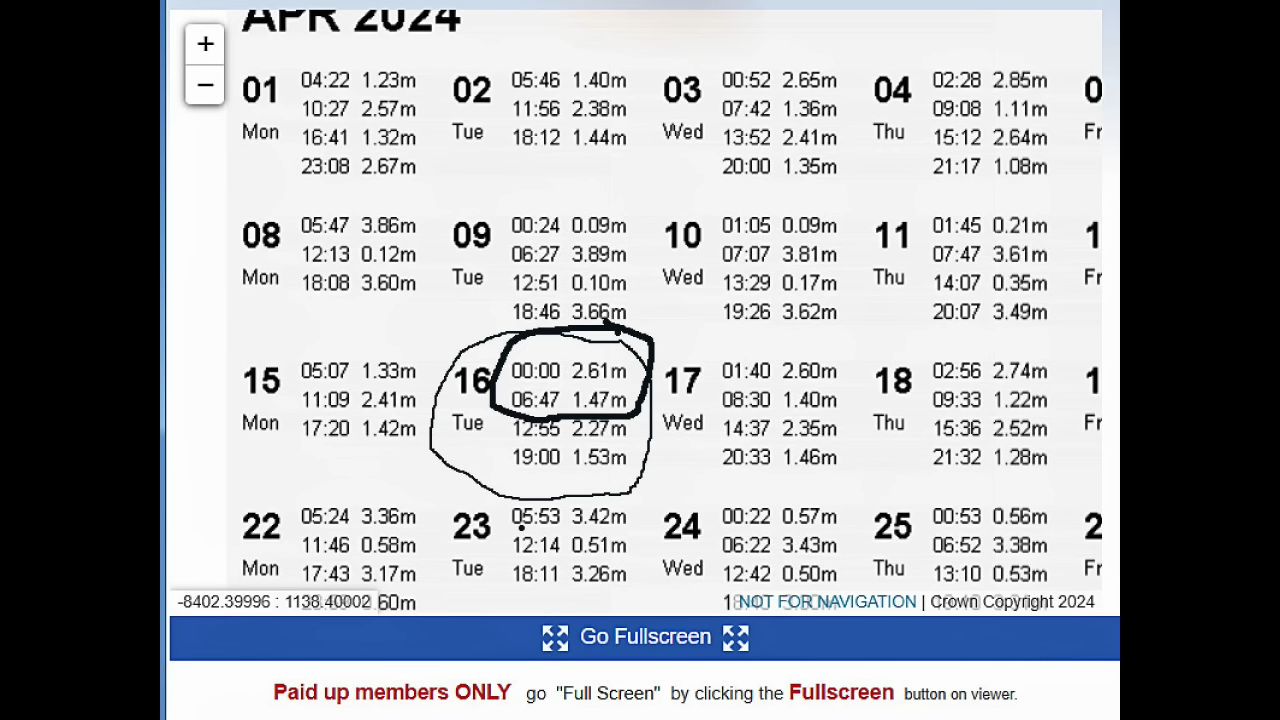 APR 2024
+
−
01 Mon
04:22 1.23m
10:27 2.57m
16:41 1.32m
23:08 2.67m
02 Tue
05:46 1.40m
11:56 2.38m
18:12 1.44m
03 Wed
00:52 2.65m
07:42 1.36m
13:52 2.41m
20:00 1.35m
04 Thu
02:28 2.85m
09:08 1.11m
15:12 2.64m
21:17 1.08m
0
Fr
08 Mon
05:47 3.86m
12:13 0.12m
18:08 3.60m
09 Tue
00:24 0.09m
06:27 3.89m
12:51 0.10m
18:46 3.66m
10 Wed
01:05 0.09m
07:07 3.81m
13:29 0.17m
19:26 3.62m
11 Thu
01:45 0.21m
07:47 3.61m
14:07 0.35m
20:07 3.49m
1
Fr
15 Mon
05:07 1.33m
11:09 2.41m
17:20 1.42m
16 Tue
00:00 2.61m
06:47 1.47m
12:55 2.27m
19:00 1.53m
17 Wed
01:40 2.60m
08:30 1.40m
14:37 2.35m
20:33 1.46m
18 Thu
02:56 2.74m
09:33 1.22m
15:36 2.52m
21:32 1.28m
1
Fr
22 Mon
05:24 3.36m
11:46 0.58m
17:43 3.17m
23 Tue
05:53 3.42m
12:14 0.51m
18:11 3.26m
24 Wed
00:22 0.57m
06:22 3.43m
12:42 0.50m
25 Thu
00:53 0.56m
06:52 3.38m
13:10 0.53m
2
Fr
-8402.39996 : 1138.40002
NOT FOR NAVIGATION | Crown Copyright 2024
Go Fullscreen
Paid up members ONLY go "Full Screen" by clicking the Fullscreen button on viewer.